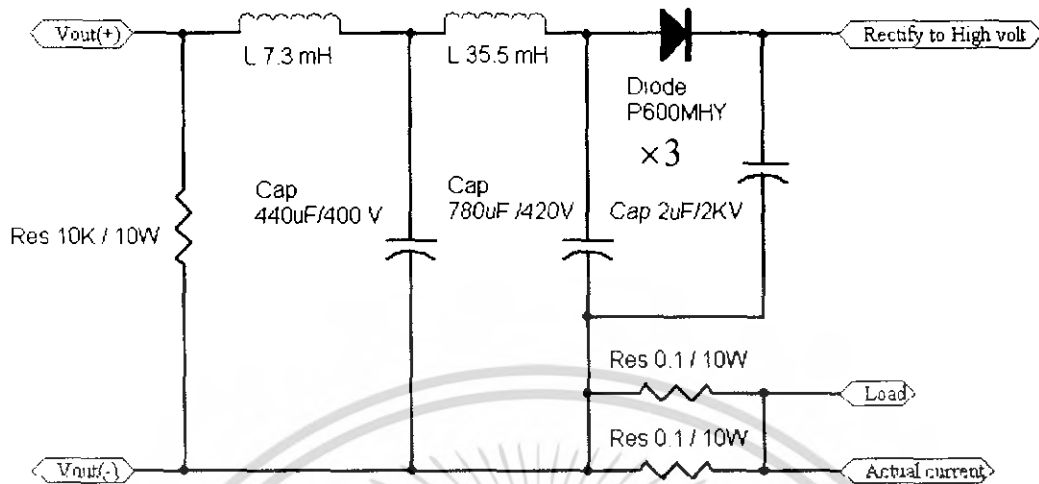 Vout(+)
L 7.3 mH
L 35.5 mH
Rectify to High volt
Diode
P600MHY
×3
Cap
440uF/400 V
Cap
780uF /420V
Cap 2uF/2KV
Res 10K / 10W
Res 0.1 / 10W
Load
Res 0.1 / 10W
Vout(-)
Actual current